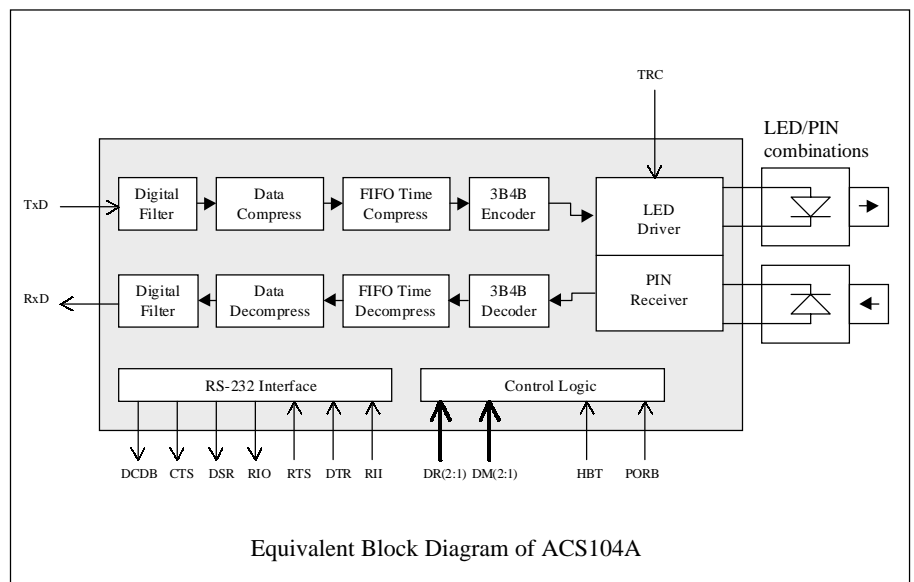 TRC
LED/PIN
combinations
TxD
Digital
Filter
Data
Compress
FIFO Time
Compress
3B4B
Encoder
LED
Driver
RxD
Digital
Filter
Data
Decompress
FIFO Time
Decompress
3B4B
Decoder
PIN
Receiver
RS-232 Interface
Control Logic
DCDB CTS DSR RIO RTS DTR RII DR(2:1) DM(2:1) HBT PORB
Equivalent Block Diagram of ACS104A